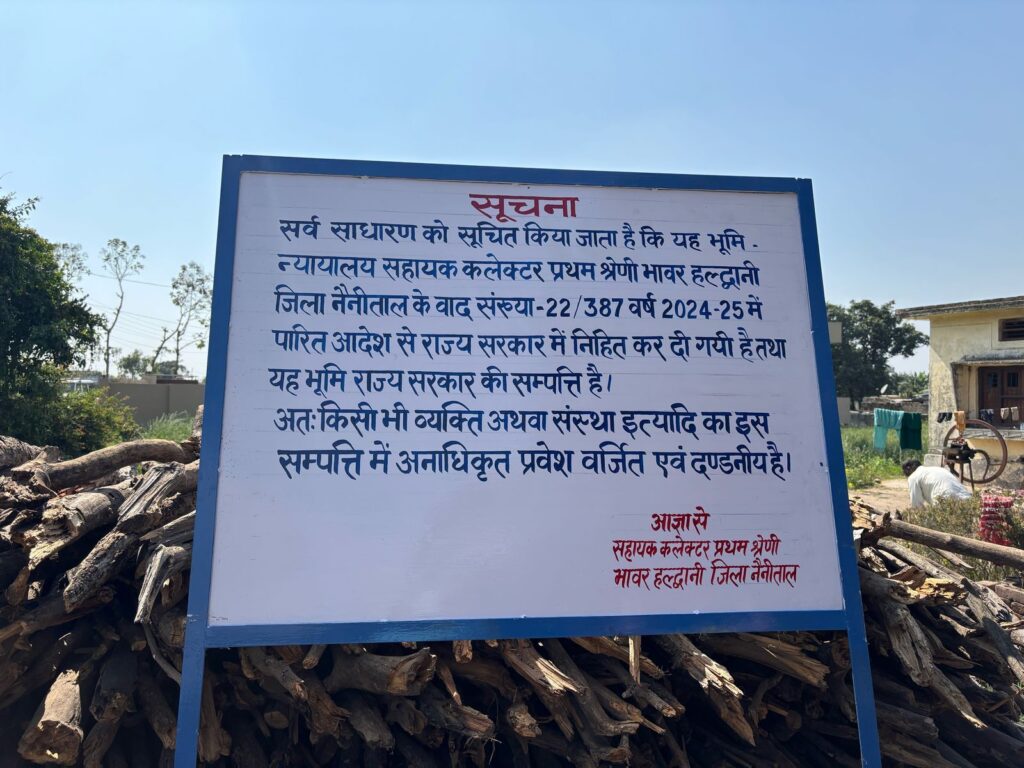 सूचना
सर्व साधारण को सूचित किया जाता है कि यह भूमि -
न्यायालय सहायक कलेक्टर प्रथम श्रेणी भावर हल्द्वानी
जिला नैनीताल के वाद संख्या-22/387 वर्ष 2024-25 में
पारित आदेश से राज्य सरकार में निहित कर दी गयी है तथा
यह भूमि राज्य सरकार की सम्पत्ति है।
अतः किसी भी व्यक्ति अथवा संस्था इत्यादि का इस
सम्पत्ति में अनाधिकृत प्रवेश वर्जित एवं दण्डनीय है।
आज्ञा से
सहायक कलेक्टर प्रथम श्रेणी
भावर हल्द्वानी जिला नैनीताल